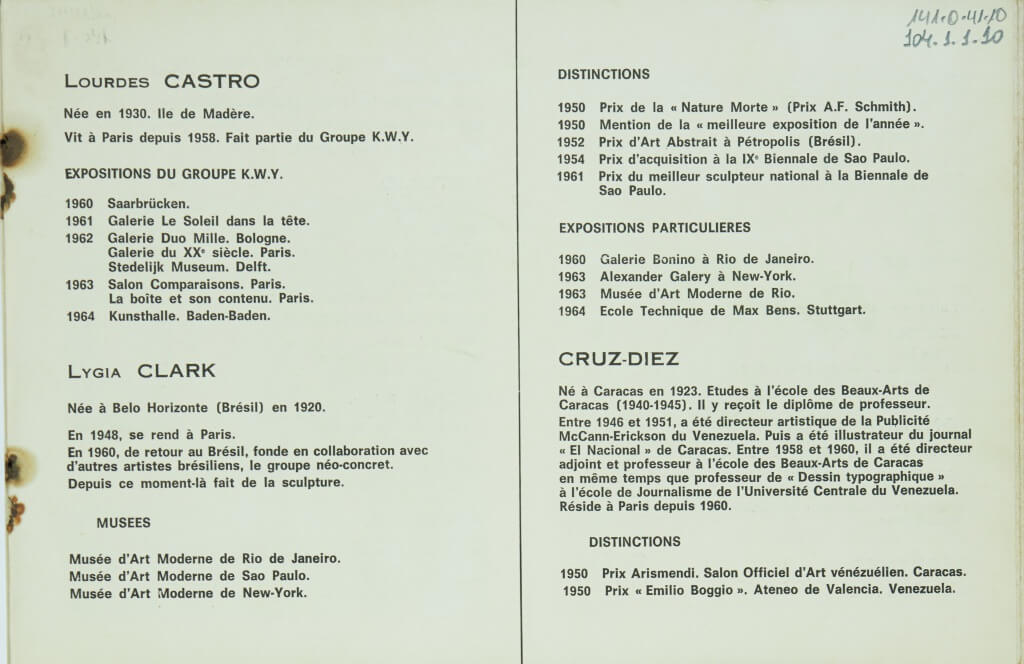 Lourdes CASTRO
Née en 1930. Ile de Madère.
Vit à Paris depuis 1958. Fait partie du Groupe K.W.Y.
EXPOSITIONS DU GROUPE K.W.Y.
1960 Saarbrücken.
1961 Galerie Le Soleil dans la tête.
1962 Galerie Duo Mille. Bologne.
Galerie du XXe siècle. Paris.
Stedelijk Museum. Delft.
1963 Salon Comparaisons. Paris.
La boîte et son contenu. Paris.
1964 Kunsthalle. Baden-Baden.
Lygia CLARK
Née à Belo Horizonte (Brésil) en 1920.
En 1948, se rend à Paris.
En 1960, de retour au Brésil, fonde en collaboration avec
d'autres artistes brésiliens, le groupe néo-concret.
Depuis ce moment-là fait de la sculpture.
MUSEES
Musée d'Art Moderne de Rio de Janeiro.
Musée d'Art Moderne de Sao Paulo.
Musée d'Art Moderne de New-York.
141.0.41.10
104.1.1.10
DISTINCTIONS
1950 Prix de la « Nature Morte » (Prix A.F. Schmith).
1950 Mention de la « meilleure exposition de l'année ».
1952 Prix d'Art Abstrait à Pétropolis (Brésil).
1954 Prix d'acquisition à la IXe Biennale de Sao Paulo.
1961 Prix du meilleur sculpteur national à la Biennale de
Sao Paulo.
EXPOSITIONS PARTICULIERES
1960 Galerie Bonino à Rio de Janeiro.
1963 Alexander Galery à New-York.
1963 Musée d'Art Moderne de Rio.
1964 Ecole Technique de Max Bens. Stuttgart.
CRUZ-DIEZ
Né à Caracas en 1923. Etudes à l'école des Beaux-Arts de
Caracas (1940-1945). Il y reçoit le diplôme de professeur.
Entre 1946 et 1951, a été directeur artistique de la Publicité
McCann-Erickson du Venezuela. Puis a été illustrateur du journal
« El Nacional » de Caracas. Entre 1958 et 1960, il a été directeur
adjoint et professeur à l'école des Beaux-Arts de Caracas
en même temps que professeur de « Dessin typographique »
à l'école de Journalisme de l'Université Centrale du Venezuela.
Réside à Paris depuis 1960.
DISTINCTIONS
1950 Prix Arismendi. Salon Officiel d'Art vénézuélien. Caracas.
1950 Prix « Emilio Boggio ». Ateneo de Valencia. Venezuela.